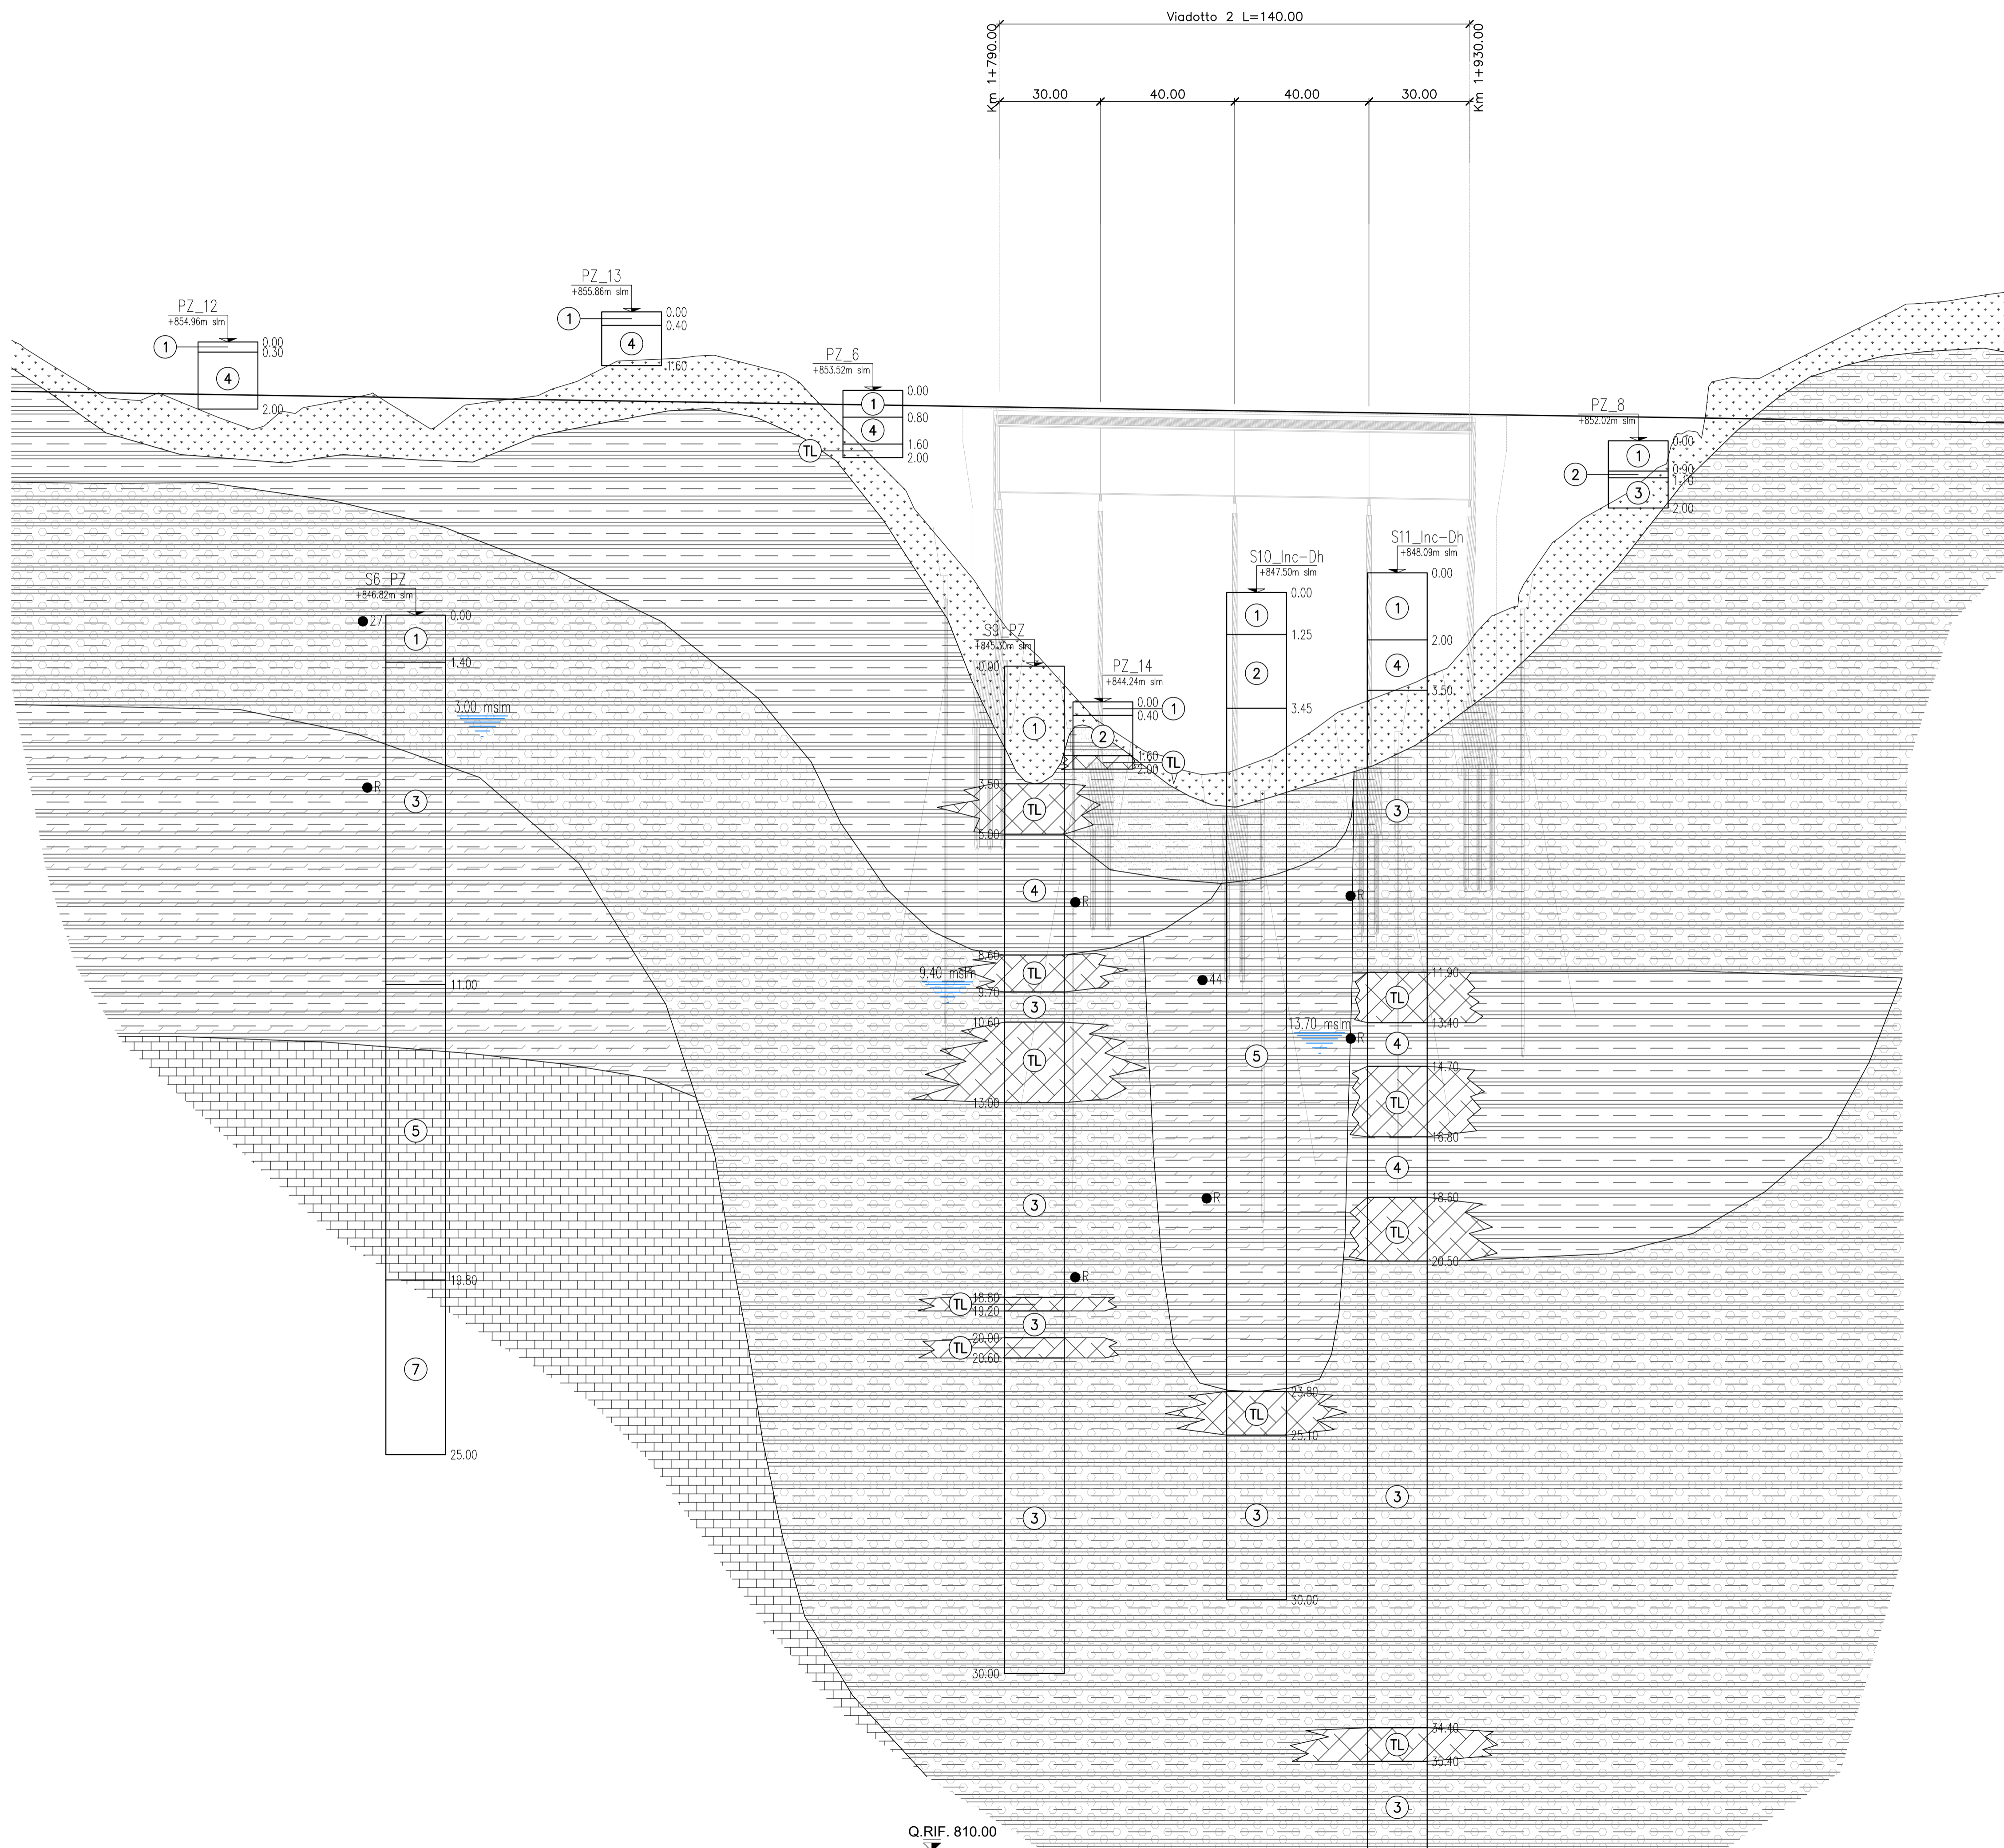 Viadotto 2 L=140.00
Km 1+790.00
Km 1+930.00
30.00
40.00
40.00
30.00
PZ_12
+854.96m slm
1
0.00
0.30
4
2.00
PZ_13
+855.86m slm
1
0.00
0.40
4
1.60
PZ_6
+853.52m slm
0.00
1
0.80
4
1.60
TL
2.00
PZ_8
+852.02m slm
0.00
1
0.90
2
1.10
3
2.00
S6_PZ
+846.82m slm
27
0.00
1
1.40
3.00 mslm
R
3
11.00
5
19.80
7
25.00
S9_PZ
+845.30m slm
0.00
1
3.50
TL
5.00
4
R
8.60
TL
9.40 mslm
9.70
3
10.60
TL
13.00
3
R
18.80
TL
19.20
3
20.00
TL
20.60
3
30.00
PZ_14
+844.24m slm
0.00
1
0.40
2
1.60
TL
2.00
S10_Inc-Dh
+847.50m slm
0.00
1
1.25
2
3.45
44
5
R
23.80
TL
25.10
3
30.00
S11_Inc-Dh
+848.09m slm
0.00
1
2.00
4
3.50
3
R
11.90
TL
13.40
13.70 mslm
R
4
14.70
TL
16.80
4
18.60
TL
20.50
3
34.40
TL
35.40
3
Q.RIF. 810.00